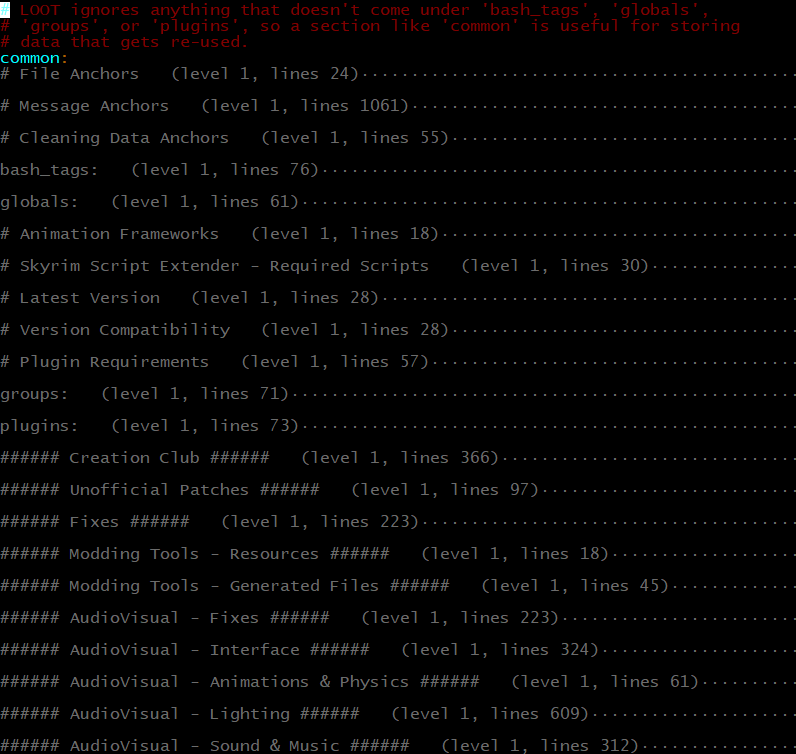 # LOOT ignores anything that doesn't come under 'bash_tags', 'globals',
# 'groups', or 'plugins', so a section like 'common' is useful for storing
# data that gets re-used.
common:
# File Anchors   (level 1, lines 24)············································
# Message Anchors   (level 1, lines 1061)·······································
# Cleaning Data Anchors   (level 1, lines 55)···································
bash_tags:   (level 1, lines 76)················································
globals:   (level 1, lines 61)··················································
# Animation Frameworks   (level 1, lines 18)····································
# Skyrim Script Extender - Required Scripts   (level 1, lines 30)···············
# Latest Version   (level 1, lines 28)··········································
# Version Compatibility   (level 1, lines 28)···································
# Plugin Requirements   (level 1, lines 57)·····································
groups:   (level 1, lines 71)···················································
plugins:   (level 1, lines 73)··················································
###### Creation Club ######   (level 1, lines 366)······························
###### Unofficial Patches ######   (level 1, lines 97)··························
###### Fixes ######   (level 1, lines 223)······································
###### Modding Tools - Resources ######   (level 1, lines 18)···················
###### Modding Tools - Generated Files ######   (level 1, lines 45)·············
###### AudioVisual - Fixes ######   (level 1, lines 223)························
###### AudioVisual - Interface ######   (level 1, lines 324)····················
###### AudioVisual - Animations & Physics ######   (level 1, lines 61)··········
###### AudioVisual - Lighting ######   (level 1, lines 609)·····················
###### AudioVisual - Sound & Music ######   (level 1, lines 312)················